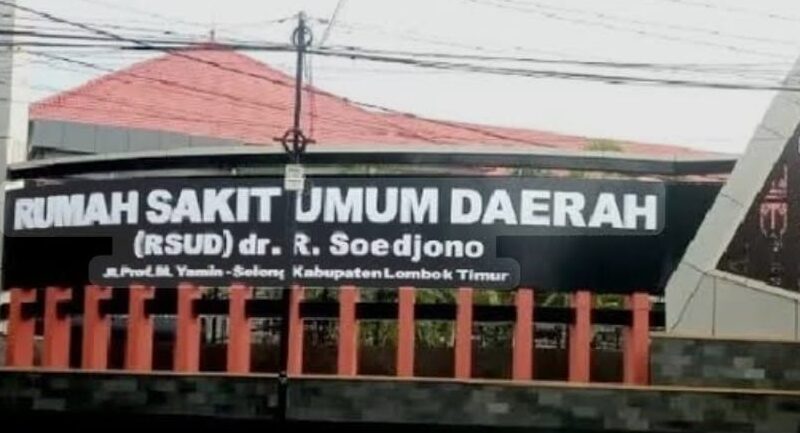 RUMAH SAKIT UMUM DAERAH
(RSUD) dr. R. Soedjono
Jl. Prof. M. Yamin - Selong Kabupaten Lombok Timur